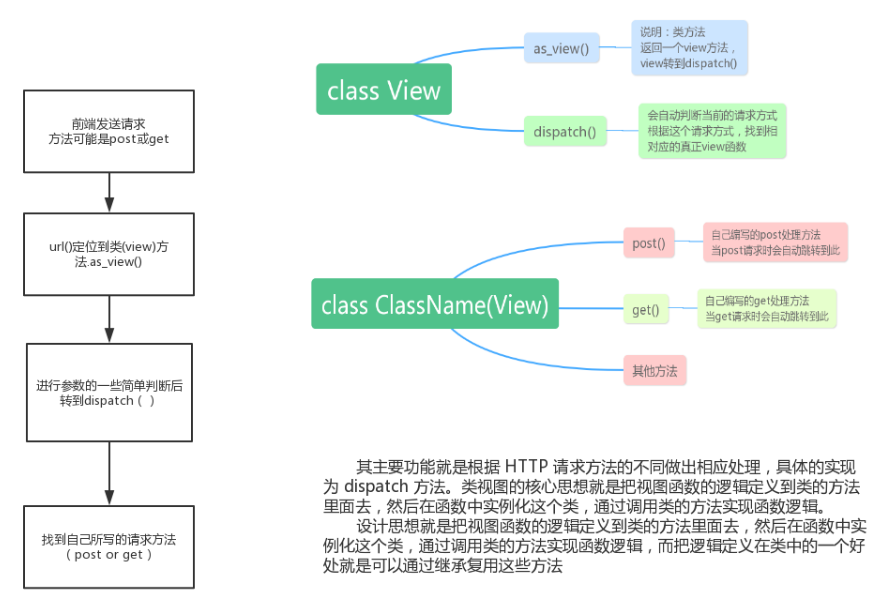 前端发送请求
方法可能是post或get
url()定位到类(view)方
法.as_view()
进行参数的一些简单判断后
转到dispatch（ ）
找到自己所写的请求方法
（ post or get ）
class View
as_view()
说明：类方法
返回一个view方法，
view转到dispatch()
dispatch()
会自动判断当前的请求方式
根据这个请求方式，找到相
对应的真正view函数
class ClassName(View)
post()
自己编写的post处理方法
当post请求时会自动跳转到此
get()
自己编写的get处理方法
当get请求时会自动跳转到此
其他方法
其主要功能就是根据 HTTP 请求方法的不同做出相应处理，具体的实现
为 dispatch 方法。类视图的核心思想就是把视图函数的逻辑定义到类的方法
里面去，然后在函数中实例化这个类，通过调用类的方法实现函数逻辑。
设计思想就是把视图函数的逻辑定义到类的方法里面去，然后在函数中实
例化这个类，通过调用类的方法实现函数逻辑，而把逻辑定义在类中的一个好
处就是可以通过继承复用这些方法